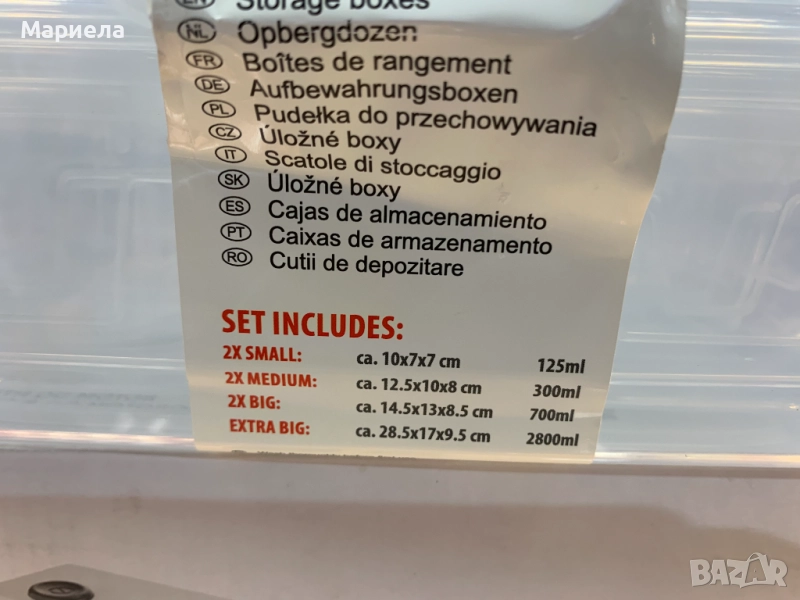 Мариела
EN Storage boxes
NL Opbergdozen
FR Boîtes de rangement
DE Aufbewahrungsboxen
PL Pudełka do przechowywania
CZ Úložné boxy
IT Scatole di stoccaggio
SK Úložné boxy
ES Cajas de almacenamiento
PT Caixas de armazenamento
RO Cutii de depozitare
SET INCLUDES:
2X SMALL: ca. 10x7x7 cm 125ml
2X MEDIUM: ca. 12.5x10x8 cm 300ml
2X BIG: ca. 14.5x13x8.5 cm 700ml
EXTRA BIG: ca. 28.5x17x9.5 cm 2800ml
BAZAR